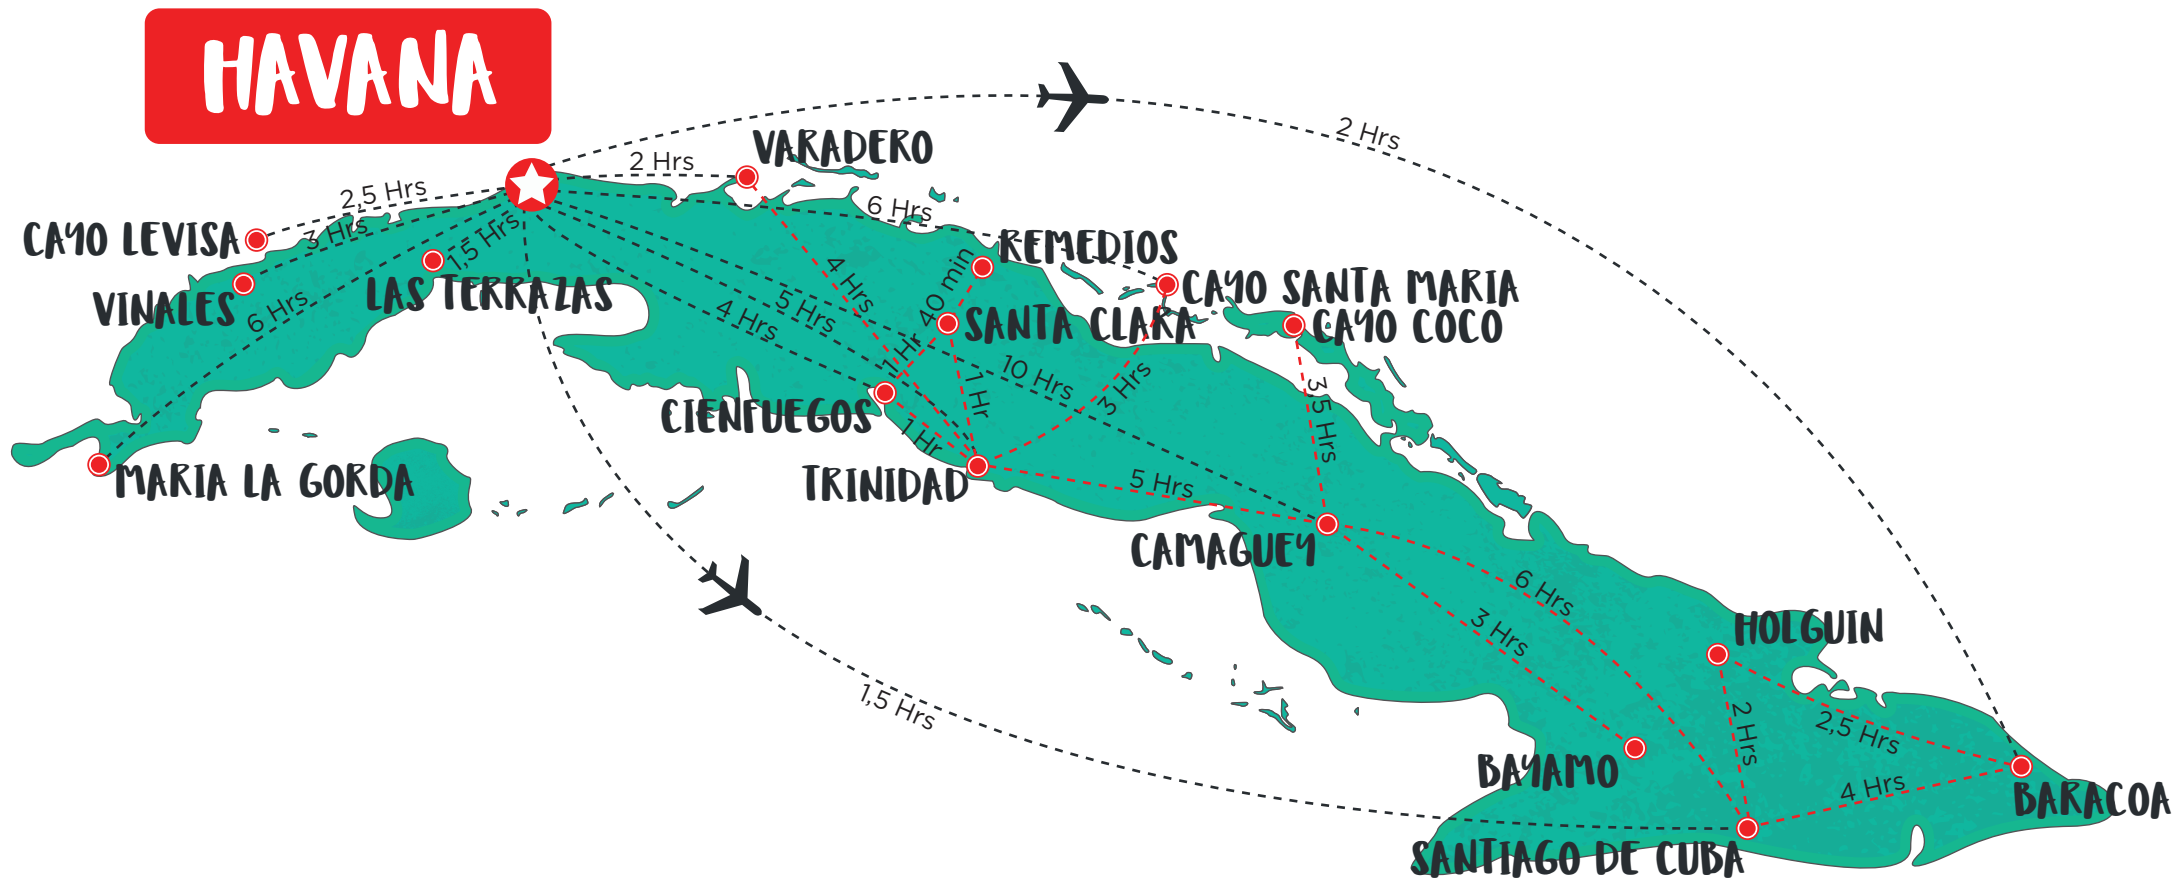 HAVANA
2 Hrs
VARADERO
2 Hrs
2,5 Hrs
6 Hrs
CAYO LEVISA
3 Hrs
1,5 Hrs
REMEDIOS
40 min
4 Hrs
LAS TERRAZAS
VINALES
6 Hrs
CAYO SANTA MARIA
5 Hrs
4 Hrs
SANTA CLARA
CAYO COCO
1 Hr
10 Hrs
3 Hrs
1 Hr
3,5 Hrs
CIENFUEGOS
1 Hr
MARIA LA GORDA
TRINIDAD
5 Hrs
CAMAGUEY
6 Hrs
3 Hrs
HOLGUIN
1,5 Hrs
2 Hrs
2,5 Hrs
BAYAMO
4 Hrs
BARACOA
SANTIAGO DE CUBA